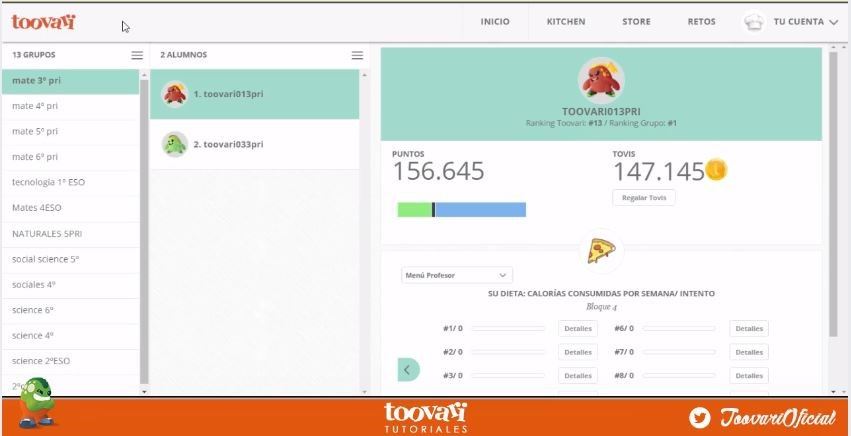 toovari
INICIO
KITCHEN
STORE
RETOS
TU CUENTA
13 GRUPOS
mate 3º pri
mate 4º pri
mate 5º pri
mate 6º pri
tecnología 1º ESO
Mates 4ESO
NATURALES 5PRI
social science 5º
sociales 4º
science 6º
science 4º
science 2ºESO
2 ALUMNOS
1. toovari013pri
2. toovari033pri
TOOVARI013PRI
Ranking Toovari: #13 / Ranking Grupo: #1
PUNTOS
156.645
TOVIS
147.145
Regalar Tovis
Menú Profesor
SU DIETA: CALORÍAS CONSUMIDAS POR SEMANA/ INTENTO
Bloque 4
#1/ 0 Detalles #6/ 0 Detalles
#2/ 0 Detalles #7/ 0 Detalles
#3/ 0 Detalles #8/ 0 Detalles
toovari
TUTORIALES
ToovariOficial